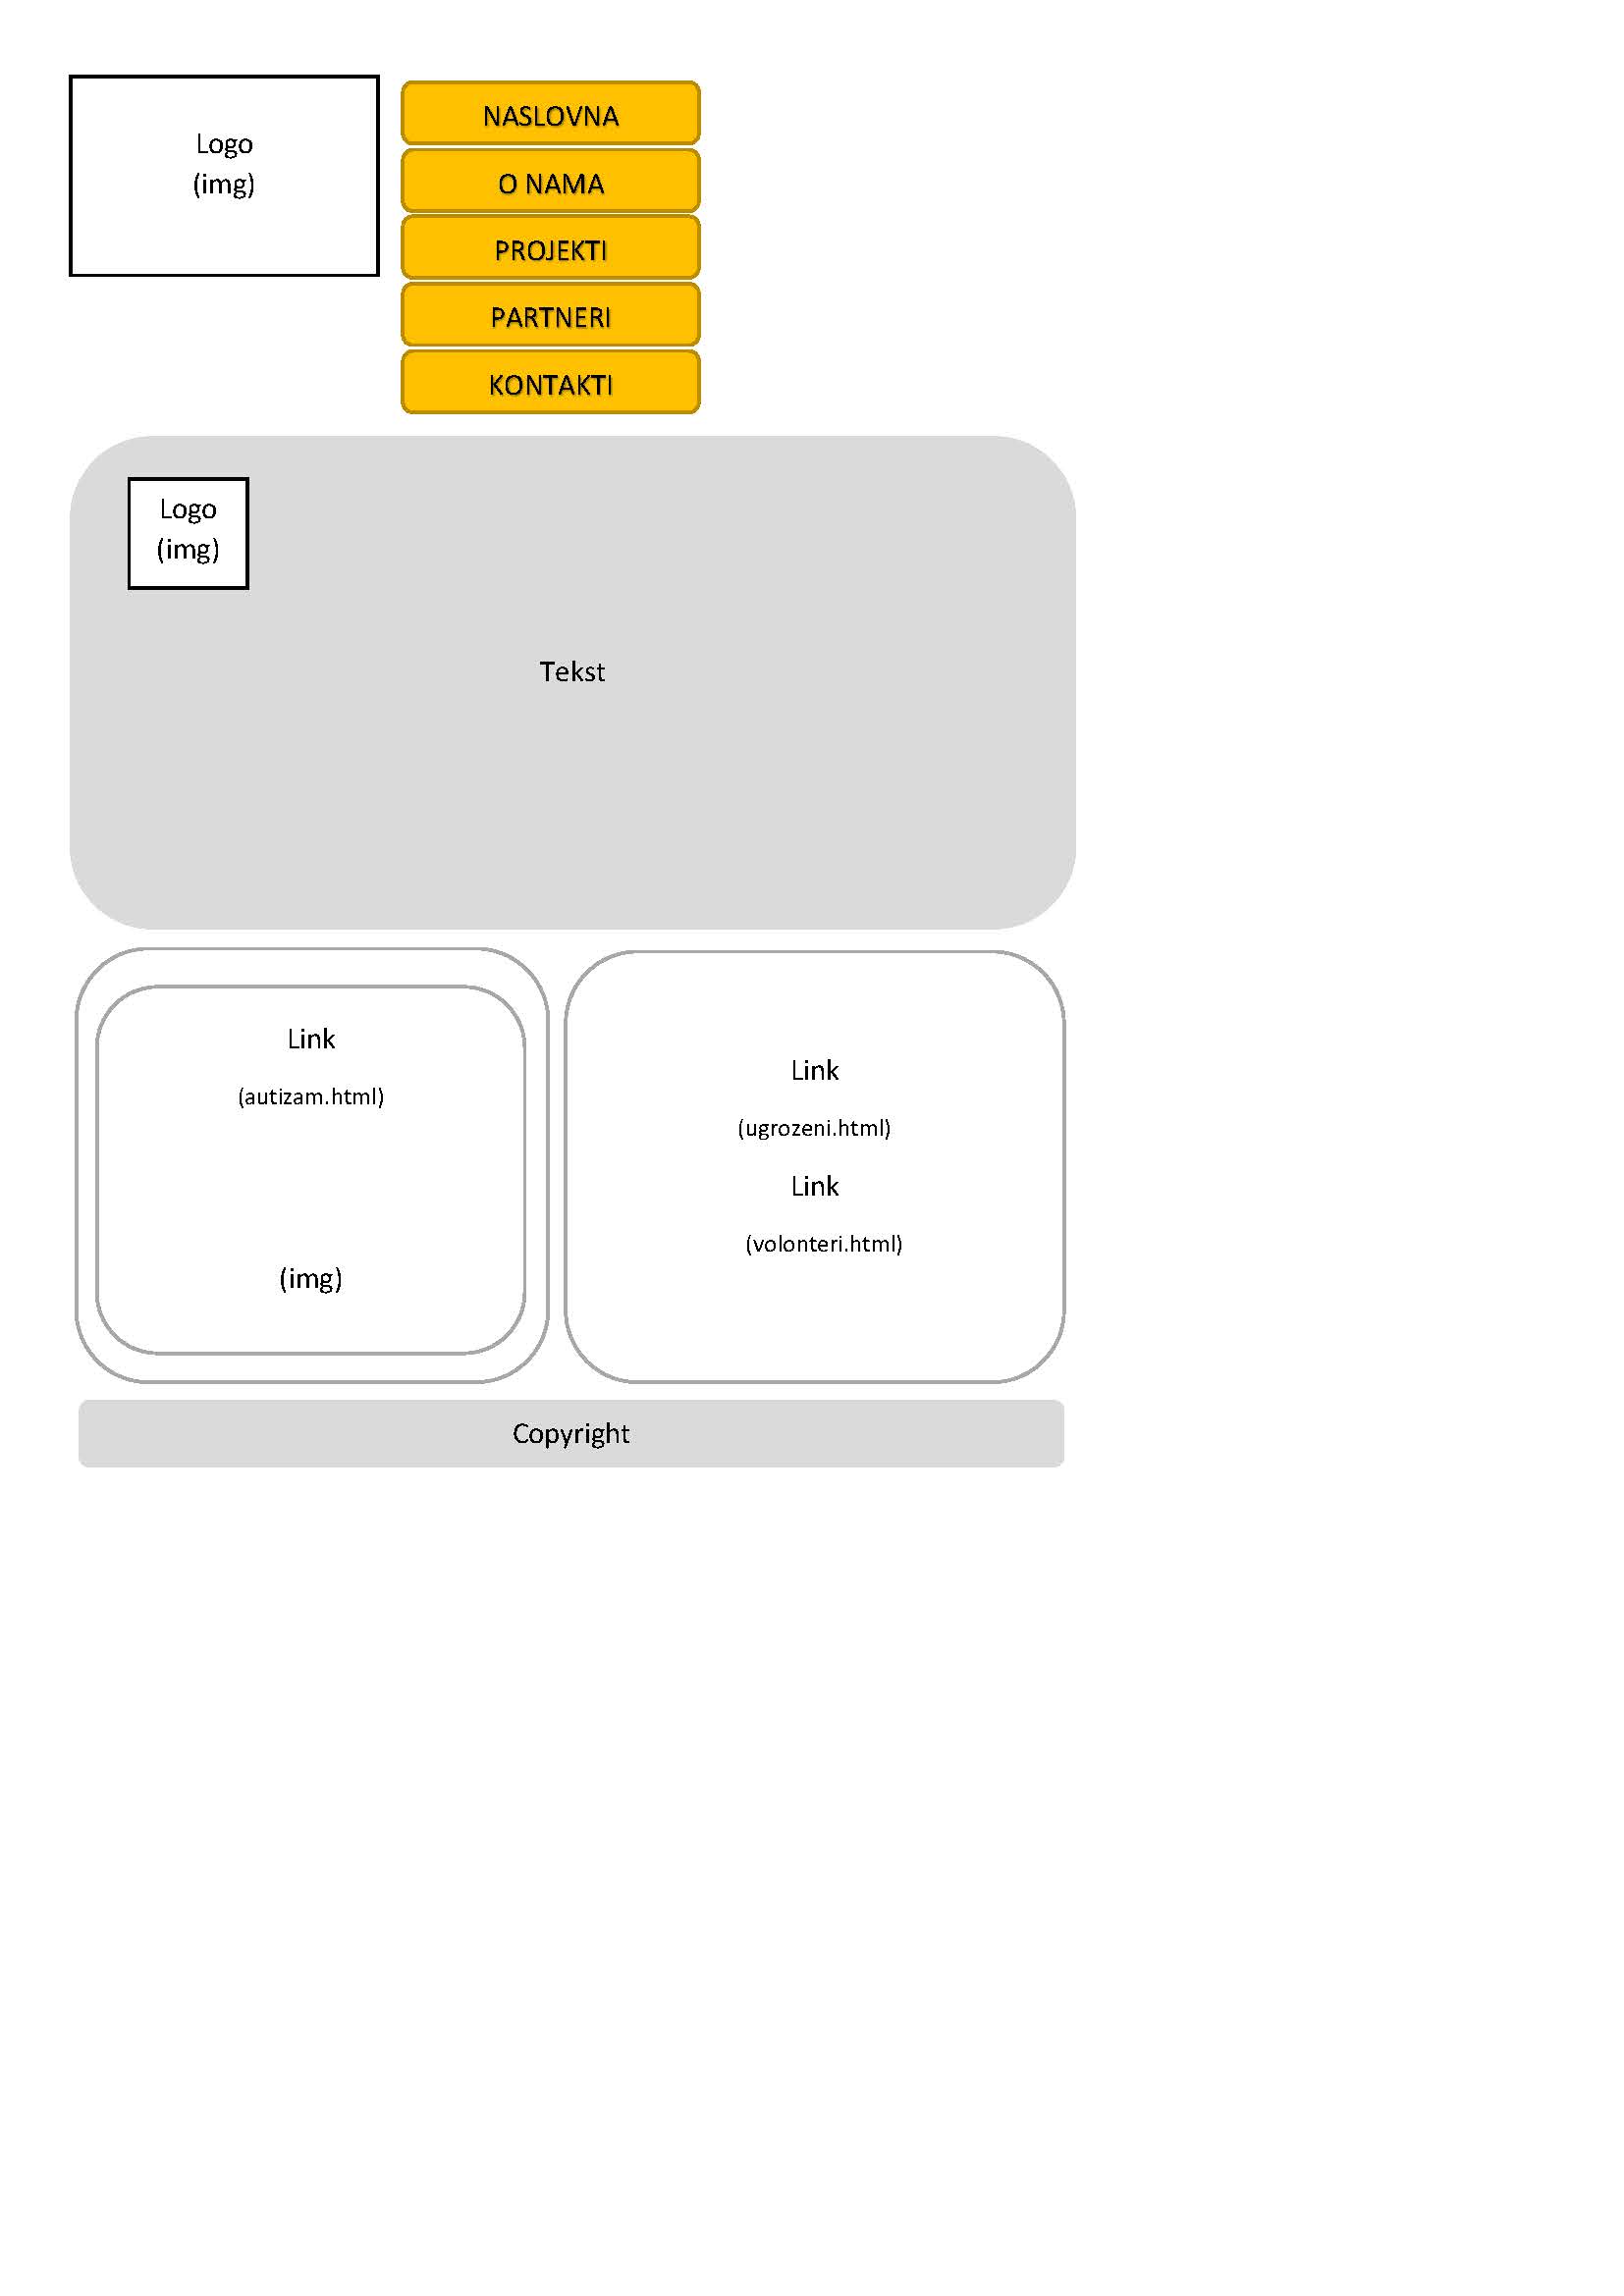 Logo
(img)
NASLOVNA
O NAMA
PROJEKTI
PARTNERI
KONTAKTI
Logo
(img)
Tekst
Link
(autizam.html)
(img)
Link
(ugrozeni.html)
Link
(volonteri.html)
Copyright